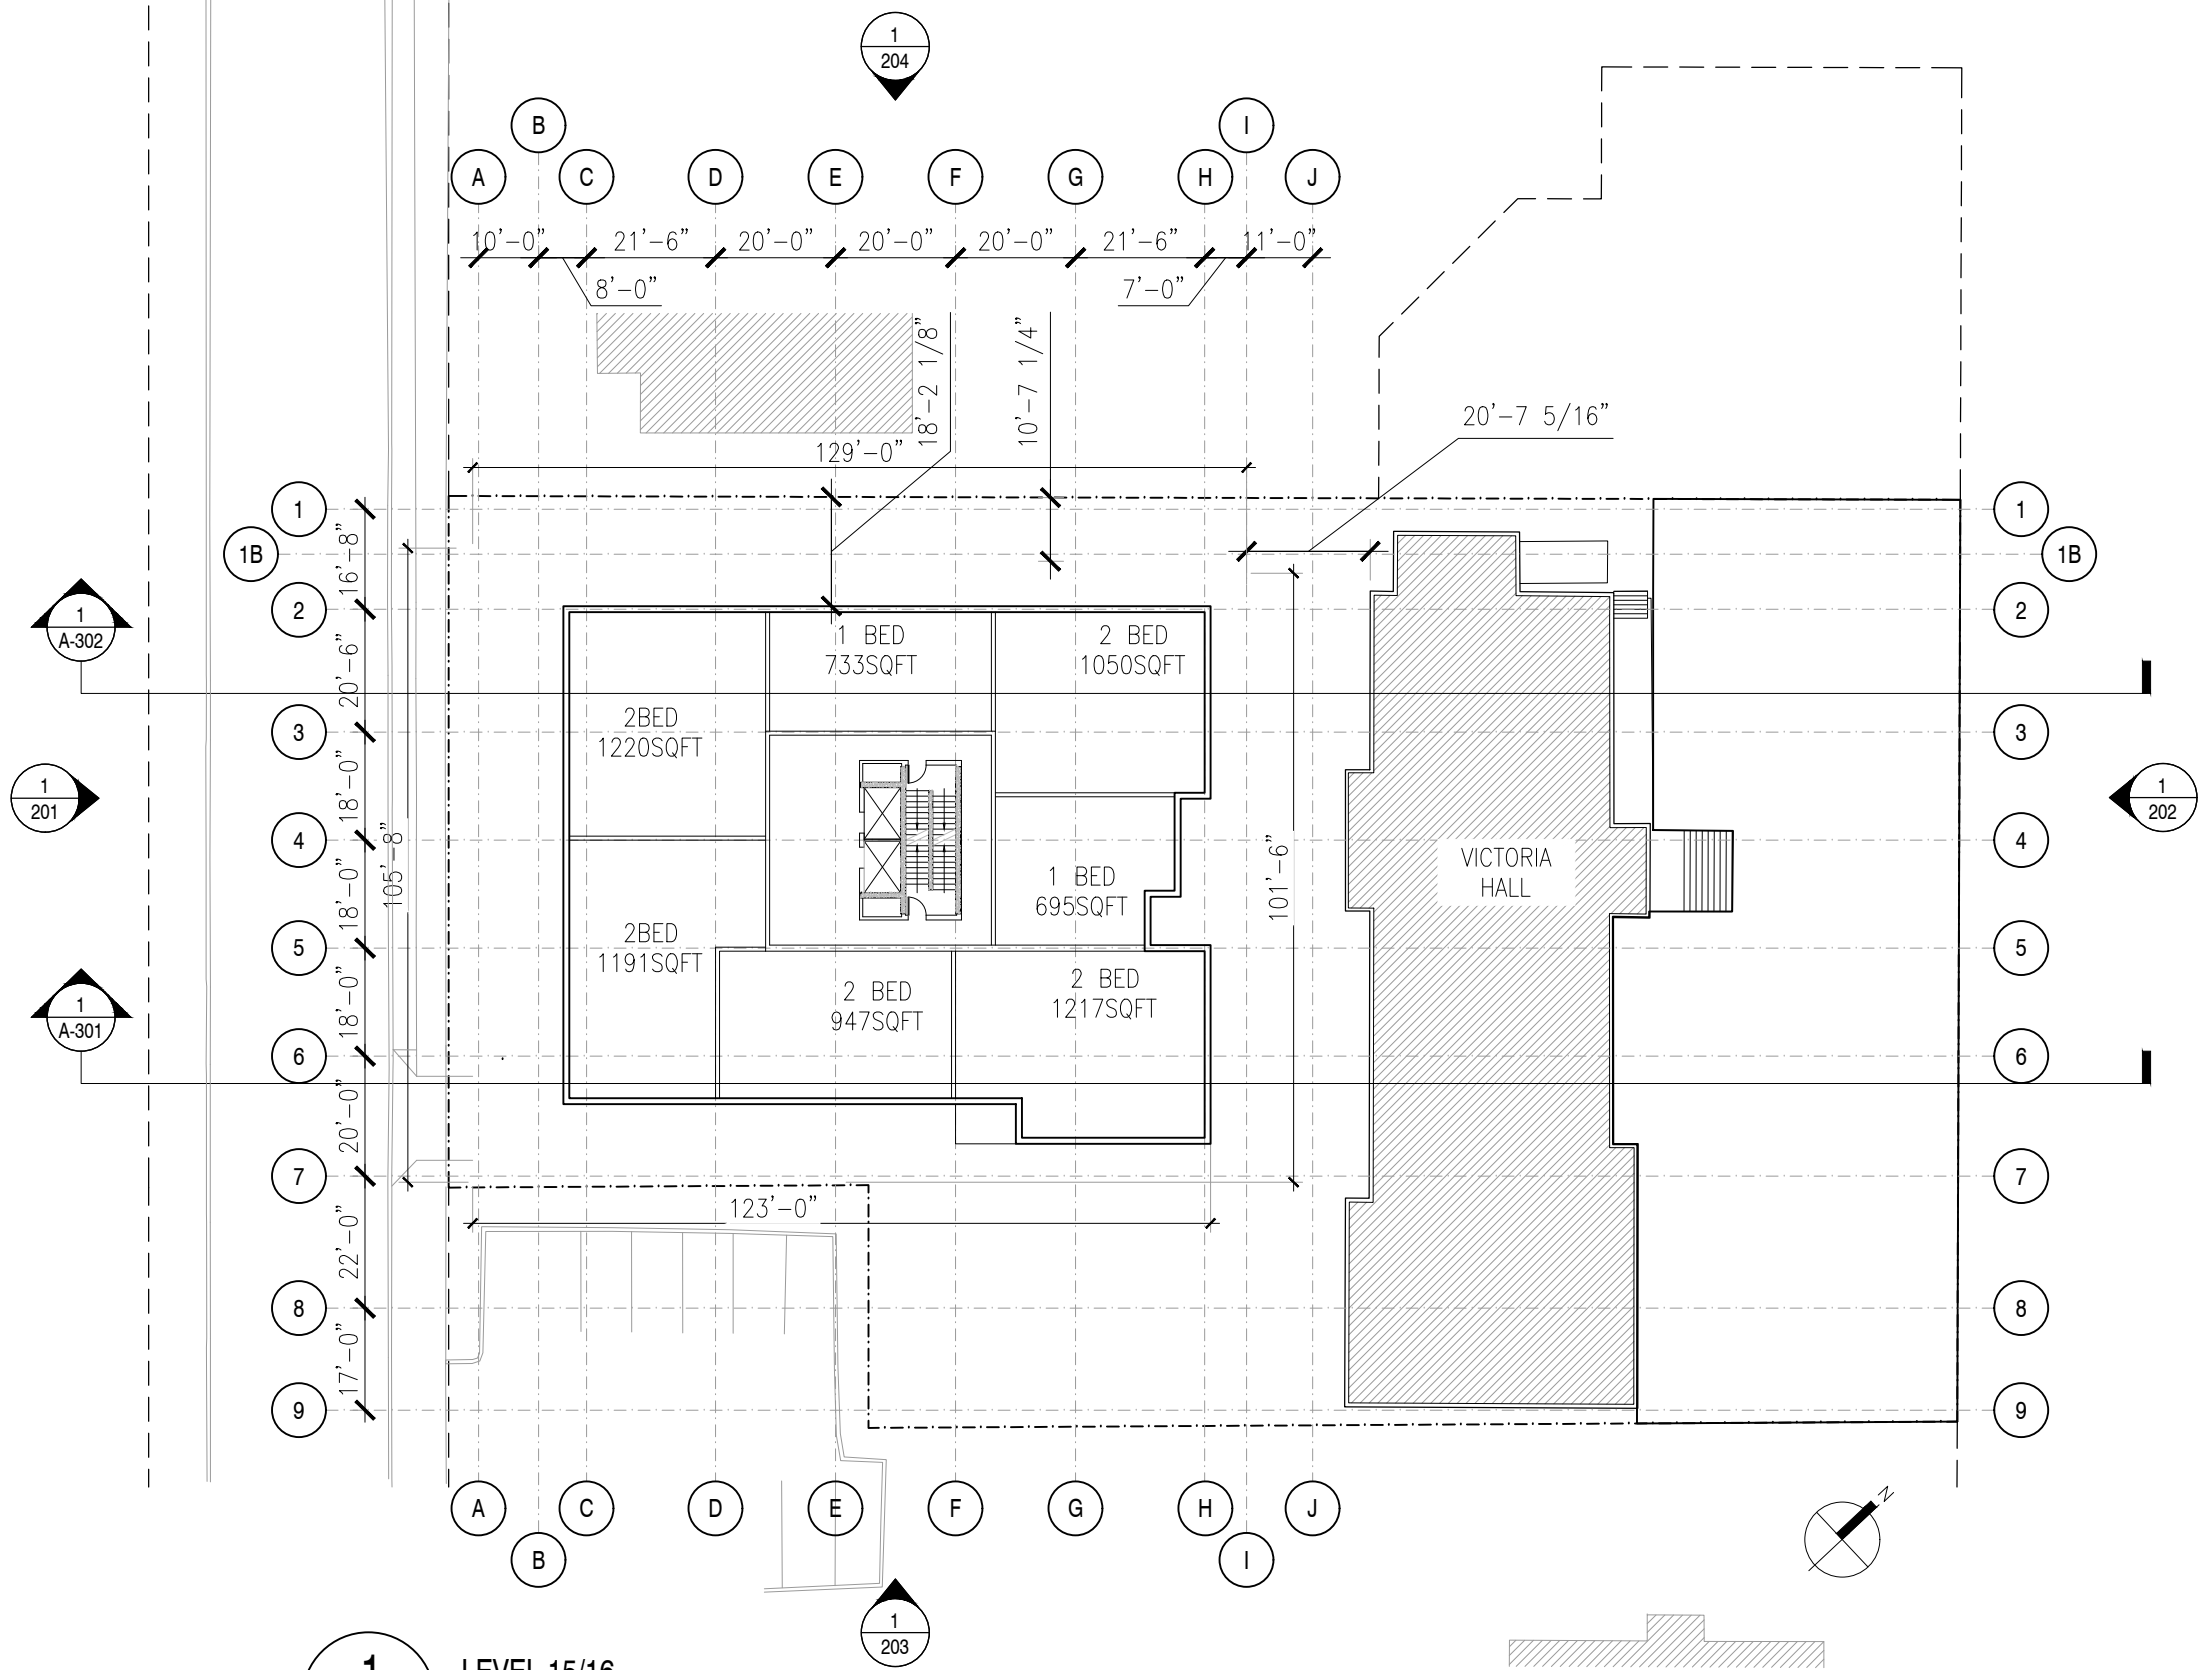 1
204
B
I
A
C
D
E
F
G
H
J
10'-0"
21'-6"
20'-0"
20'-0"
20'-0"
21'-6"
11'-0"
8'-0"
7'-0"
18'-2 1/8"
10'-7 1/4"
20'-7 5/16"
129'-0"
1
1
1B
1B
16'-8"
2
2
1
A-302
1 BED
733SQFT
2 BED
1050SQFT
20'-6"
2BED
1220SQFT
3
3
1
201
18'-0"
1
202
4
4
105'-8"
101'-6"
VICTORIA
HALL
1 BED
695SQFT
18'-0"
2BED
1191SQFT
5
5
2 BED
947SQFT
2 BED
1217SQFT
1
A-301
18'-0"
6
6
20'-0"
7
7
123'-0"
22'-0"
8
8
17'-0"
9
9
A
C
D
E
F
G
H
J
B
I
N
1
203
1
LEVEL 15/16